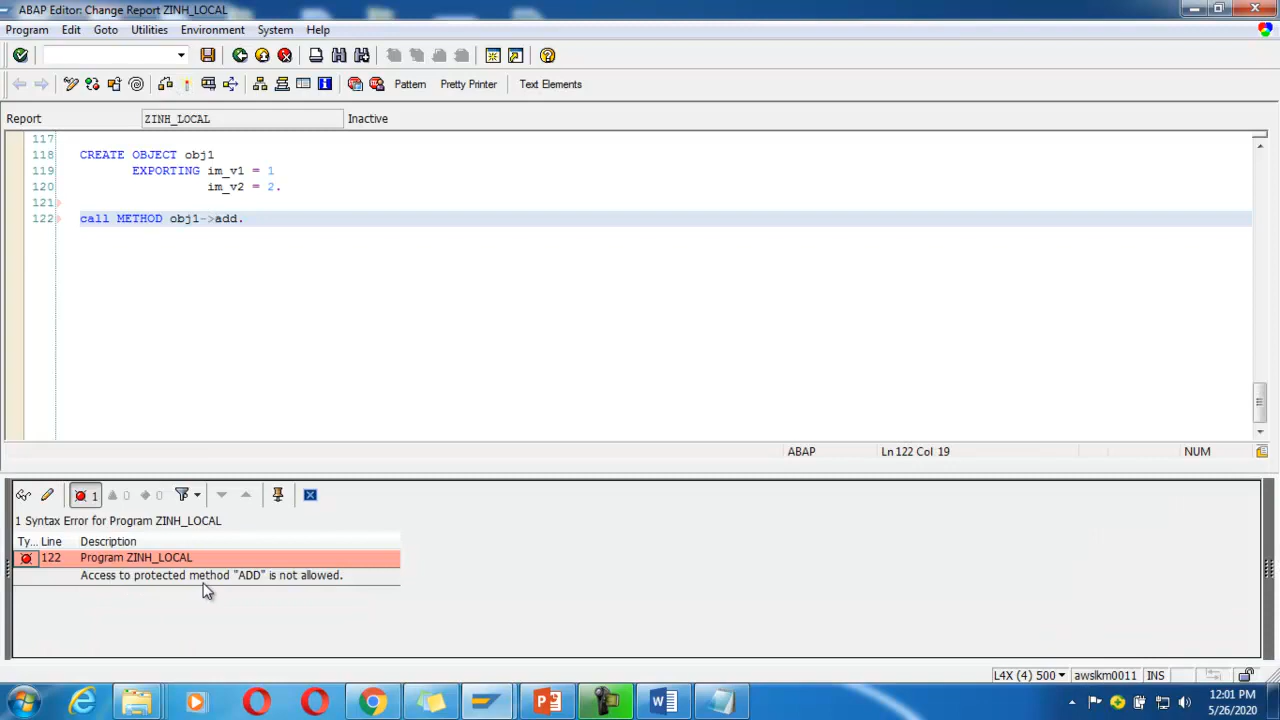 ABAP Editor: Change Report ZINH_LOCAL
Program Edit Goto Utilities Environment System Help
Pattern Pretty Printer Text Elements
Report ZINH_LOCAL Inactive
117
118 CREATE OBJECT obj1
119 EXPORTING im_v1 = 1
120 im_v2 = 2.
121
122 call METHOD obj1->add.
ABAP Ln 122 Col 19 NUM
1 0 0
1 Syntax Error for Program ZINH_LOCAL
Ty... Line Description
122 Program ZINH_LOCAL
Access to protected method "ADD" is not allowed.
L4X (4) 500 awslkm0011 INS
12:01 PM
5/26/2020